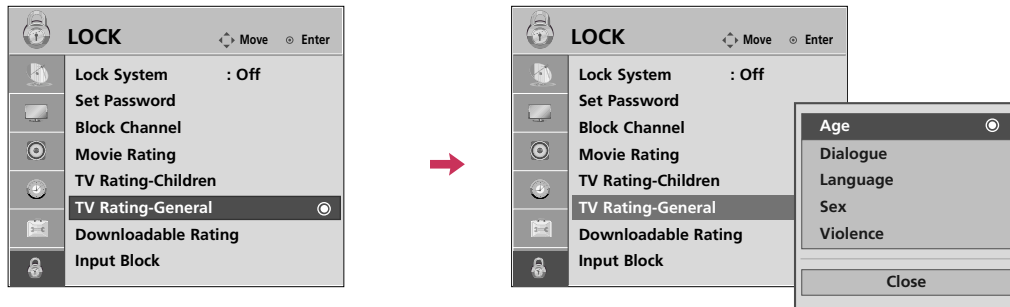 LOCK Move Enter
Lock System : Off
Set Password
Block Channel
Movie Rating
TV Rating-Children
TV Rating-General
Downloadable Rating
Input Block
LOCK Move Enter
Lock System : Off
Set Password
Block Channel
Movie Rating
TV Rating-Children
TV Rating-General
Downloadable Rating
Input Block
Age
Dialogue
Language
Sex
Violence
Close